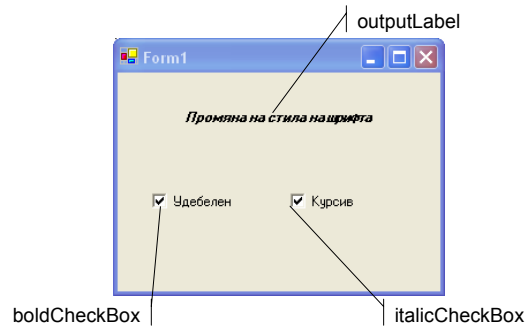 outputLabel
Form1
Промяна на стила на шрифта
Удебелен
Курсив
boldCheckBox
italicCheckBox